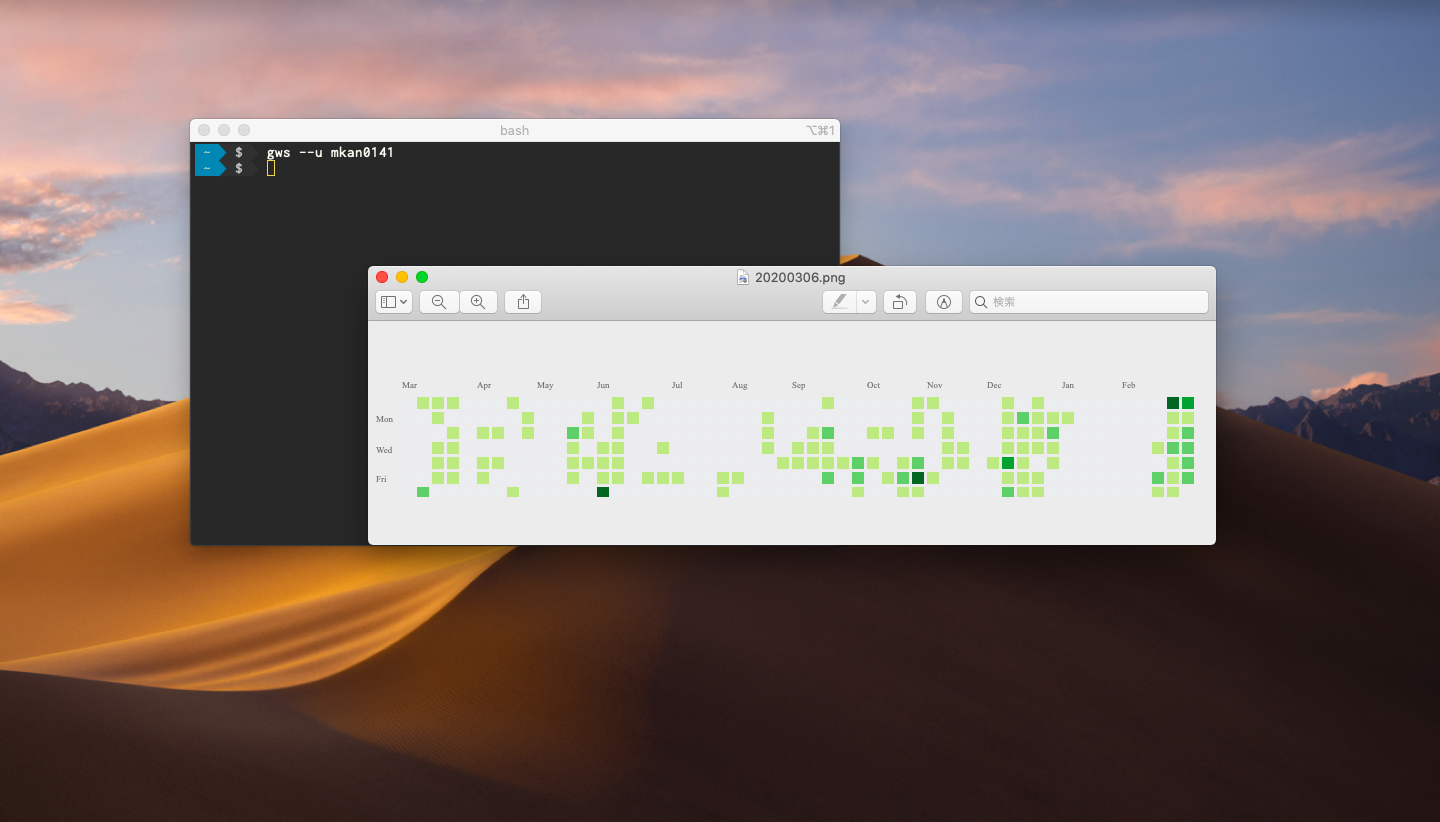 bash
⌥⌘1
~ $ gws --u mkan0141
~ $
20200306.png
検索
Mar Apr May Jun Jul Aug Sep Oct Nov Dec Jan Feb
Mon
Wed
Fri